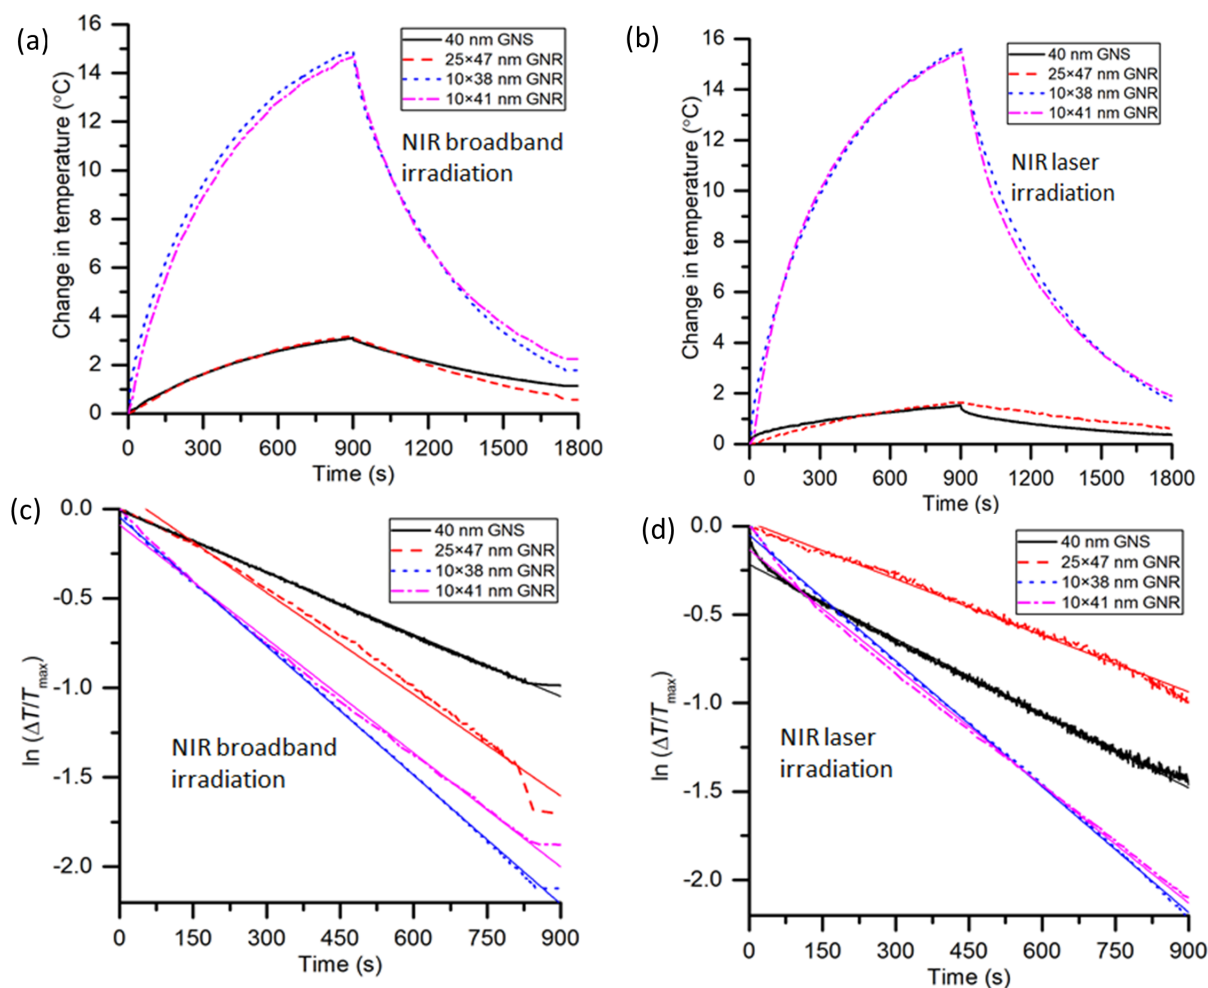 (a)
16
14
12
10
8
6
4
2
0
Change in temperature (°C)
40 nm GNS
25×47 nm GNR
10×38 nm GNR
10×41 nm GNR
NIR broadband
irradiation
0 300 600 900 1200 1500 1800
Time (s)
(b)
16
14
12
10
8
6
4
2
0
Change in temperature (°C)
40 nm GNS
25×47 nm GNR
10×38 nm GNR
10×41 nm GNR
NIR laser
irradiation
0 300 600 900 1200 1500 1800
Time (s)
(c)
0.0
-0.5
-1.0
-1.5
-2.0
ln (ΔT/Tmax)
40 nm GNS
25×47 nm GNR
10×38 nm GNR
10×41 nm GNR
NIR broadband
irradiation
0 150 300 450 600 750 900
Time (s)
(d)
0.0
-0.5
-1.0
-1.5
-2.0
ln (ΔT/Tmax)
40 nm GNS
25×47 nm GNR
10×38 nm GNR
10×41 nm GNR
NIR laser
irradiation
0 150 300 450 600 750 900
Time (s)